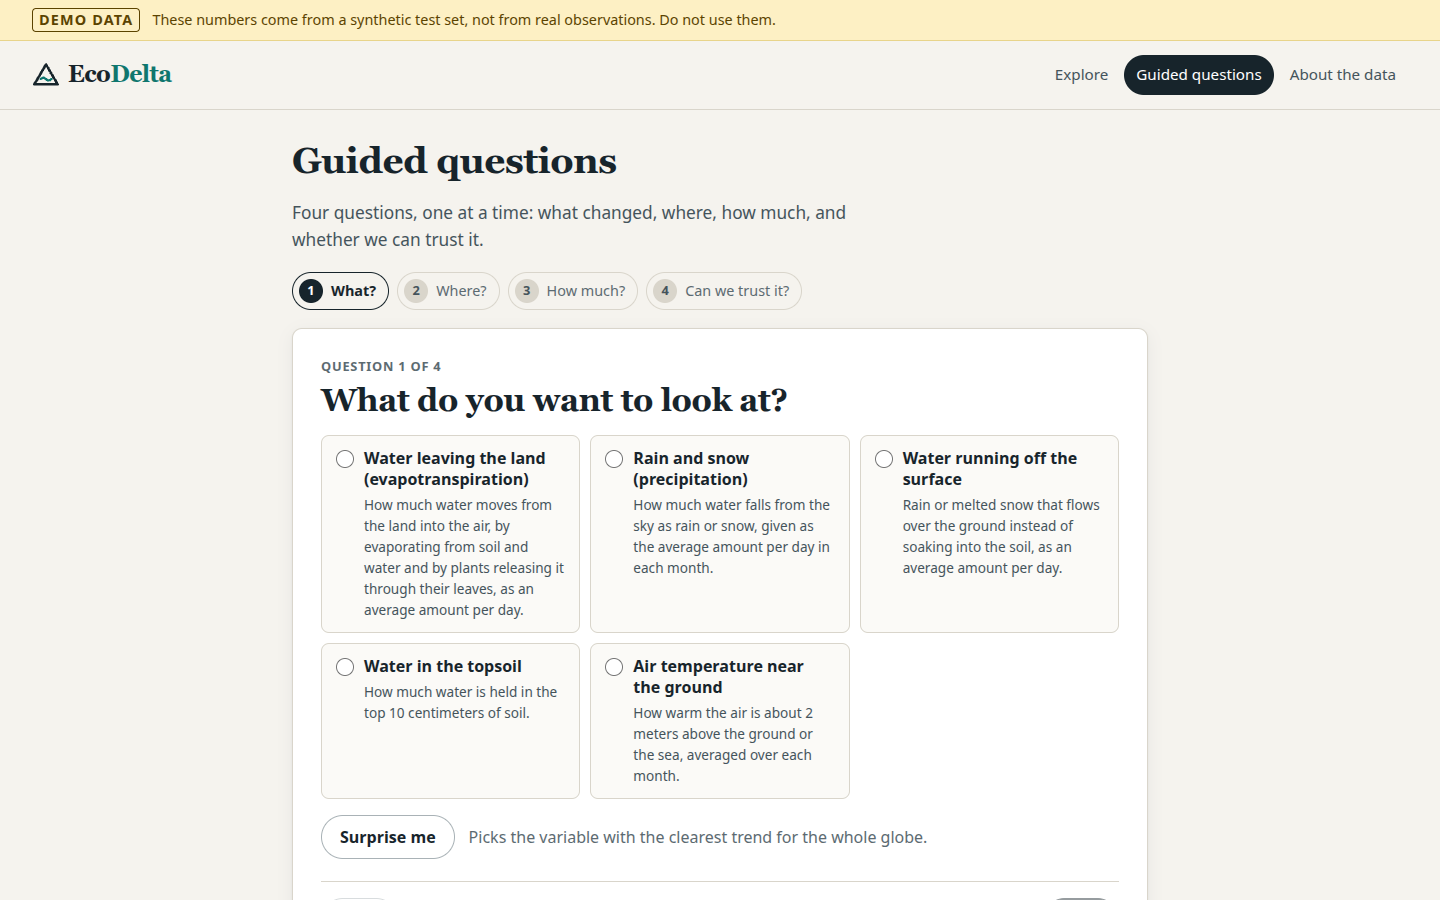 DEMO DATA These numbers come from a synthetic test set, not from real observations. Do not use them.
EcoDelta
Explore
Guided questions
About the data
Guided questions
Four questions, one at a time: what changed, where, how much, and
whether we can trust it.
1 What?
2 Where?
3 How much?
4 Can we trust it?
QUESTION 1 OF 4
What do you want to look at?
Water leaving the land
(evapotranspiration)
How much water moves from
the land into the air, by
evaporating from soil and
water and by plants releasing it
through their leaves, as an
average amount per day.
Rain and snow
(precipitation)
How much water falls from the
sky as rain or snow, given as
the average amount per day in
each month.
Water running off the
surface
Rain or melted snow that flows
over the ground instead of
soaking into the soil, as an
average amount per day.
Water in the topsoil
How much water is held in the
top 10 centimeters of soil.
Air temperature near
the ground
How warm the air is about 2
meters above the ground or
the sea, averaged over each
month.
Surprise me
Picks the variable with the clearest trend for the whole globe.